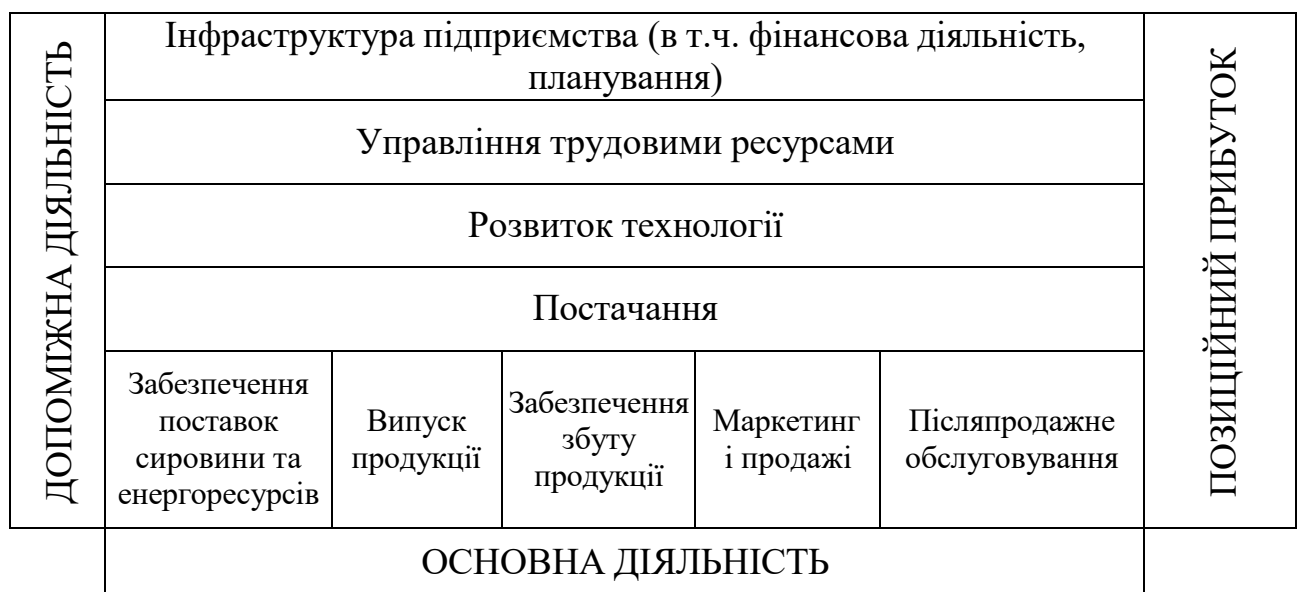 ДОПОМІЖНА ДІЯЛЬНІСТЬ
Інфраструктура підприємства (в т.ч. фінансова діяльність,
планування)
Управління трудовими ресурсами
Розвиток технології
Постачання
Забезпечення
поставок
сировини та
енергоресурсів
Випуск
продукції
Забезпечення
збуту
продукції
Маркетинг
і продажі
Післяпродажне
обслуговування
ПОЗИЦІЙНИЙ ПРИБУТОК
ОСНОВНА ДІЯЛЬНІСТЬ